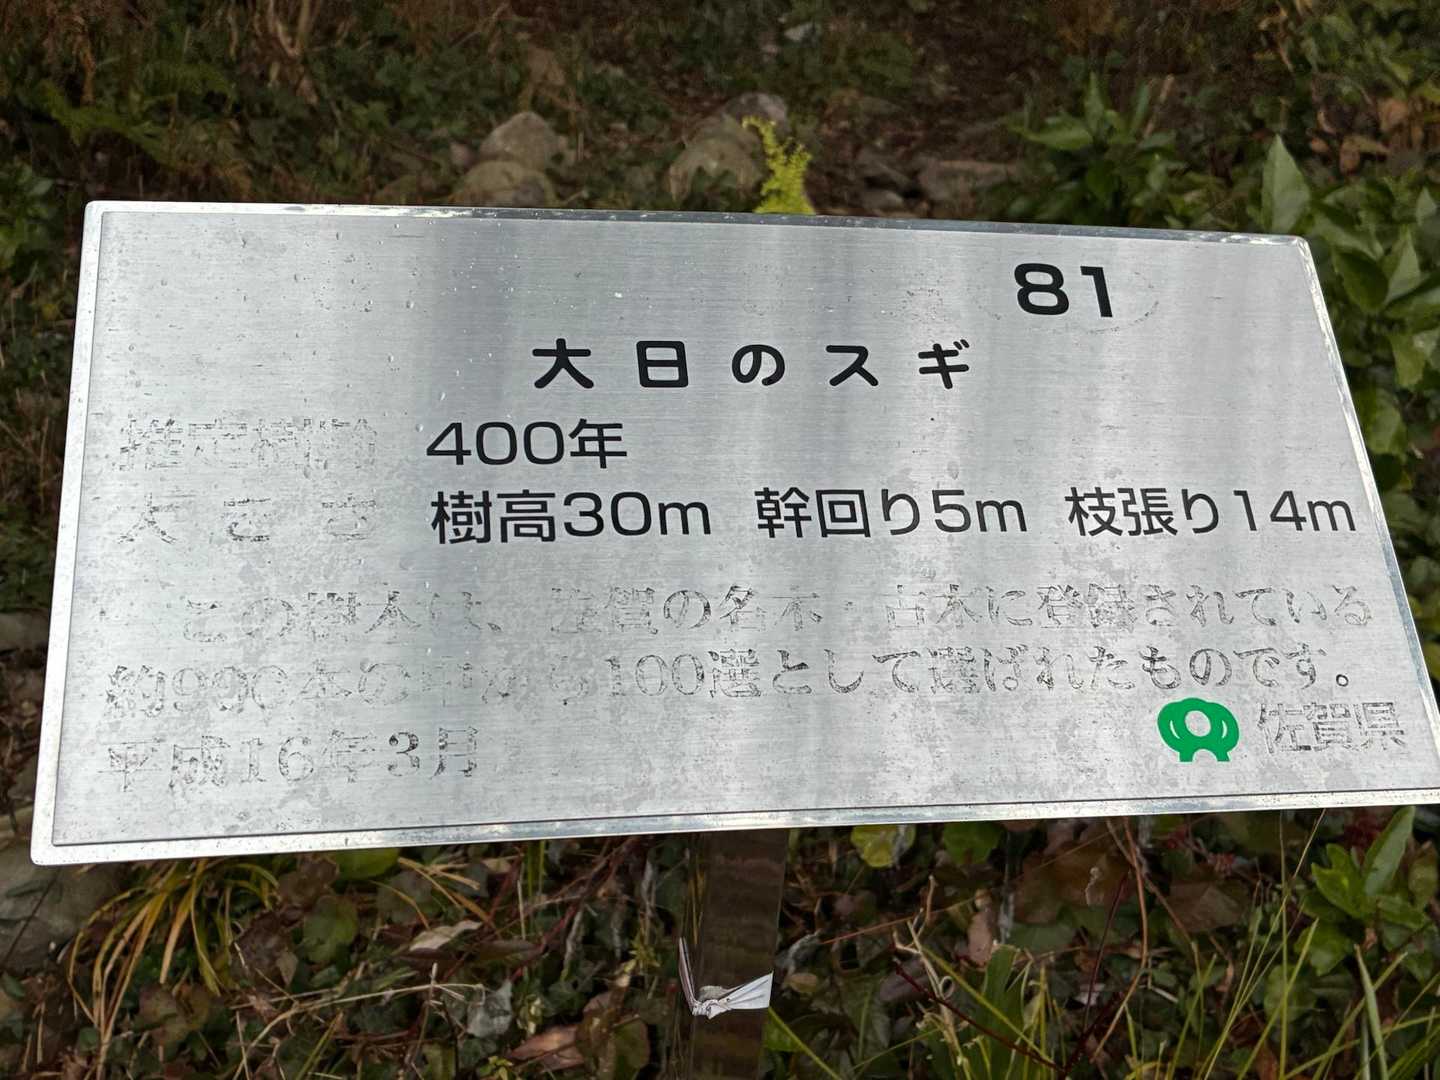 81
大日のスギ
推定樹齢 400年
大きさ 樹高30m 幹回り5m 枝張り14m
この樹木は、佐賀の名木・古木に登録されている
約990本の中から100選として選ばれたものです。
平成16年3月
佐賀県